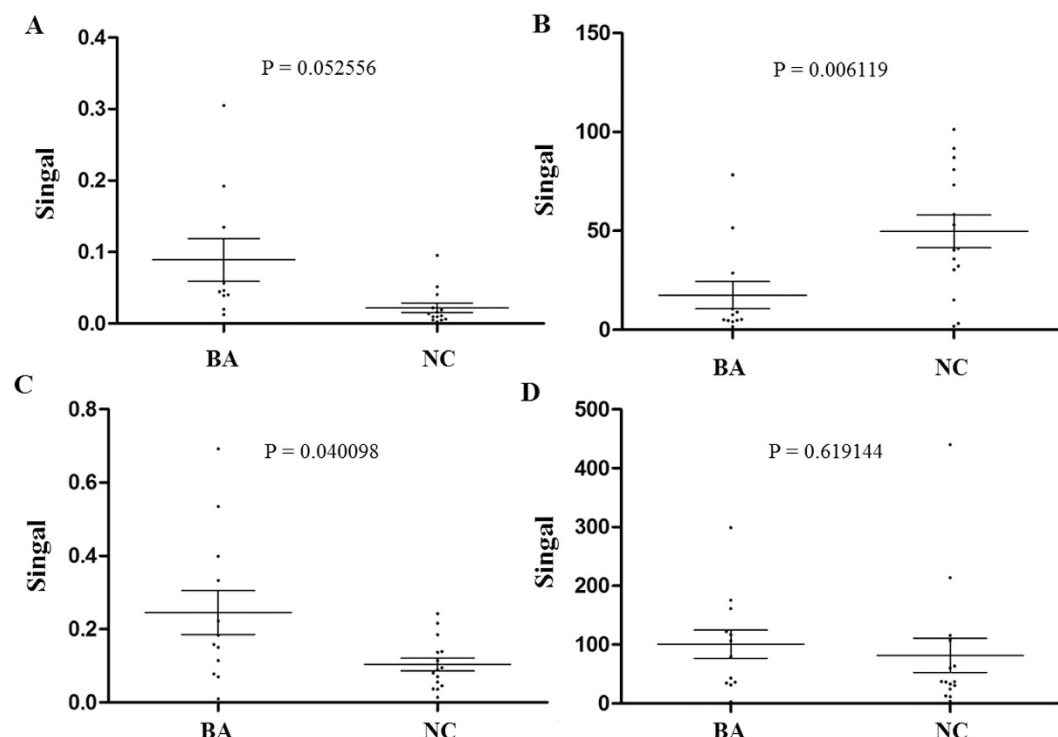 A
Singal
0.4
0.3
0.2
0.1
0.0
P = 0.052556
BA
NC
B
Singal
150
100
50
0
P = 0.006119
BA
NC
C
Singal
0.8
0.6
0.4
0.2
0.0
P = 0.040098
BA
NC
D
Singal
500
400
300
200
100
0
P = 0.619144
BA
NC